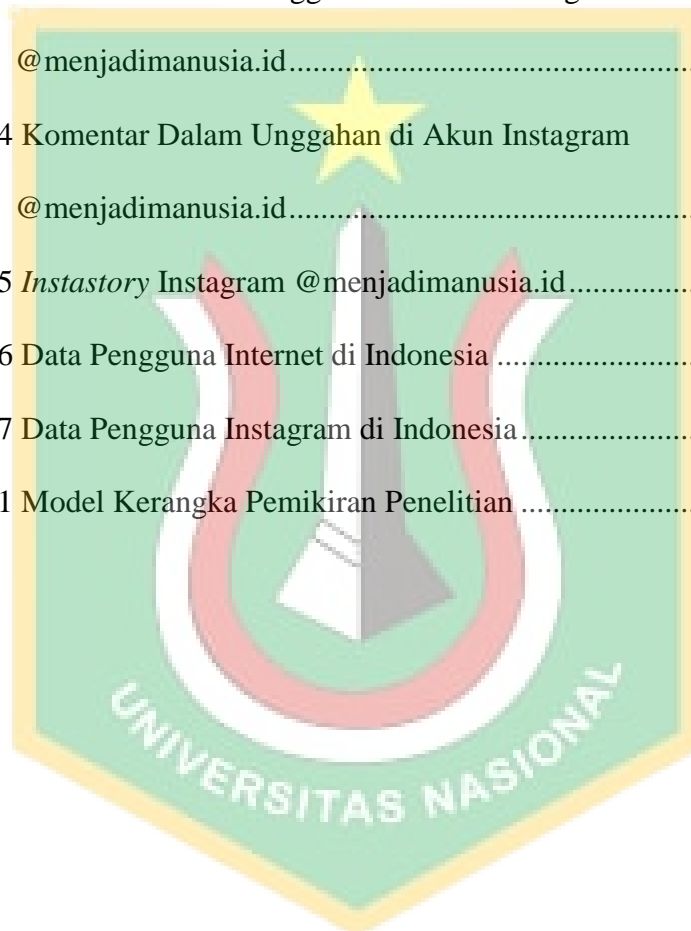 @menjadimanusia.id........................................................
4 Komentar Dalam Unggahan di Akun Instagram
@menjadimanusia.id........................................................
5 Instastory Instagram @menjadimanusia.id.................
6 Data Pengguna Internet di Indonesia ..........................
7 Data Pengguna Instagram di Indonesia.......................
1 Model Kerangka Pemikiran Penelitian .......................
UNIVERSITAS NASIONAL